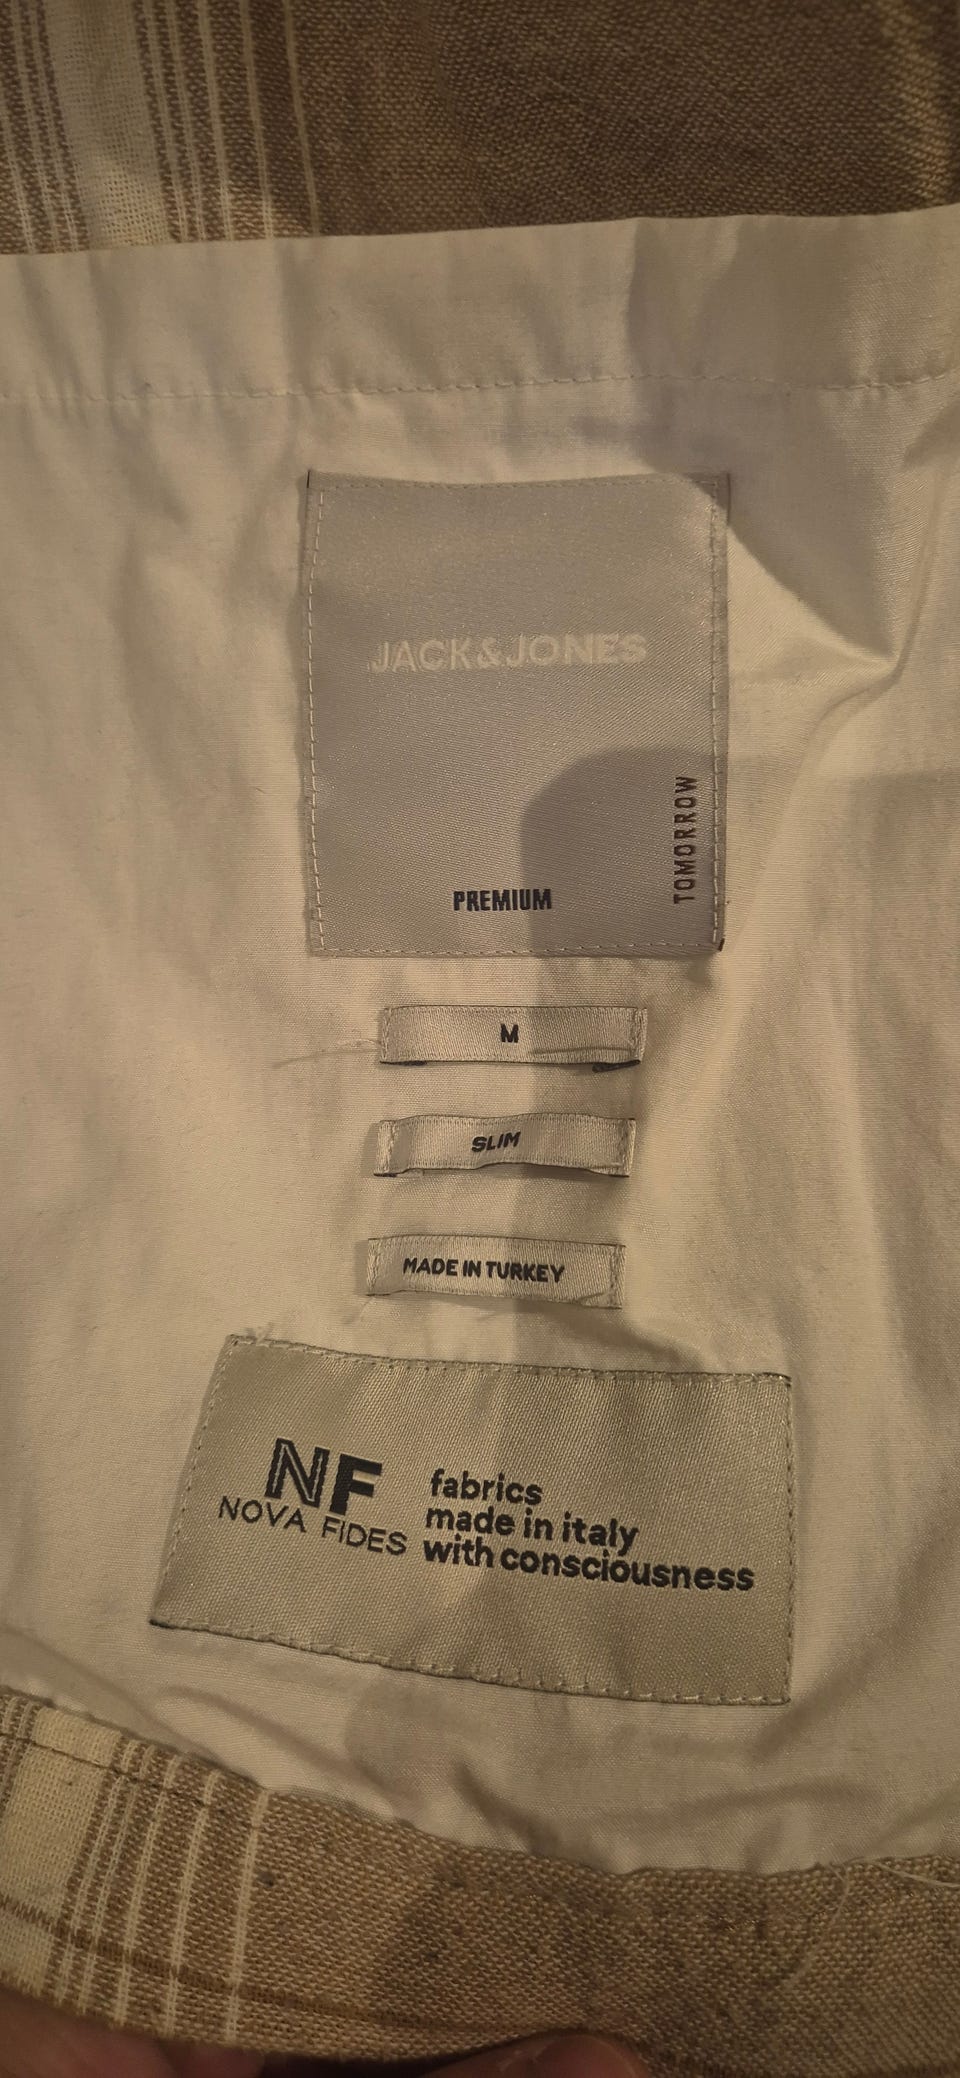 JACK&JONES
TOMORROW
PREMIUM
M
SLIM
MADE IN TURKEY
NF
NOVA FIDES
fabrics
made in italy
with consciousness